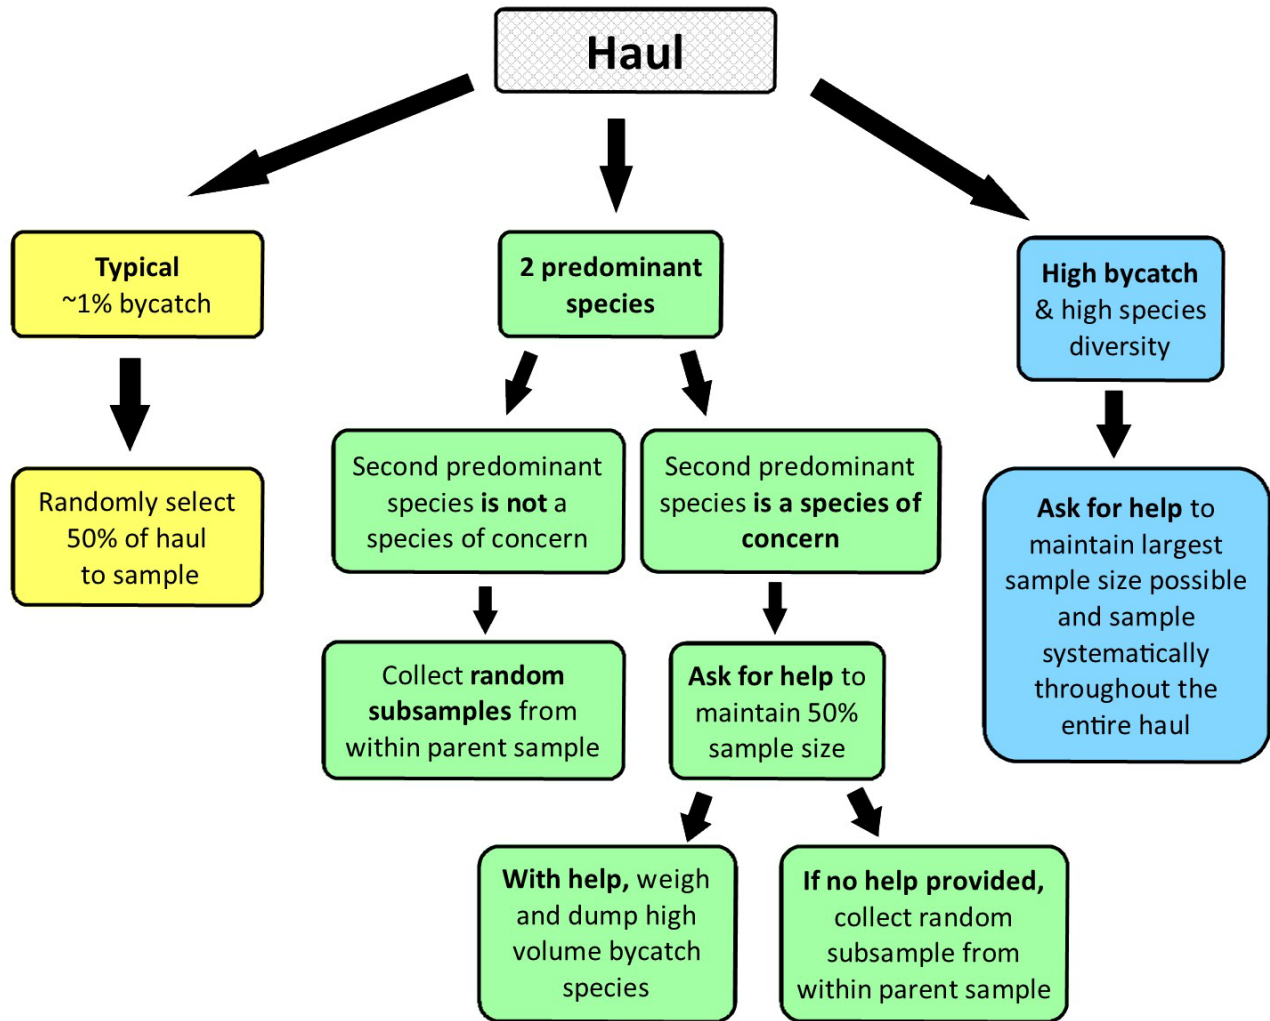 Haul
Typical
~1% bycatch
2 predominant
species
High bycatch
& high species
diversity
Randomly select
50% of haul
to sample
Second predominant
species is not a
species of concern
Second predominant
species is a species of
concern
Ask for help to
maintain largest
sample size possible
and sample
systematically
throughout the
entire haul
Collect random
subsamples from
within parent sample
Ask for help to
maintain 50%
sample size
With help, weigh
and dump high
volume bycatch
species
If no help provided,
collect random
subsample from
within parent sample